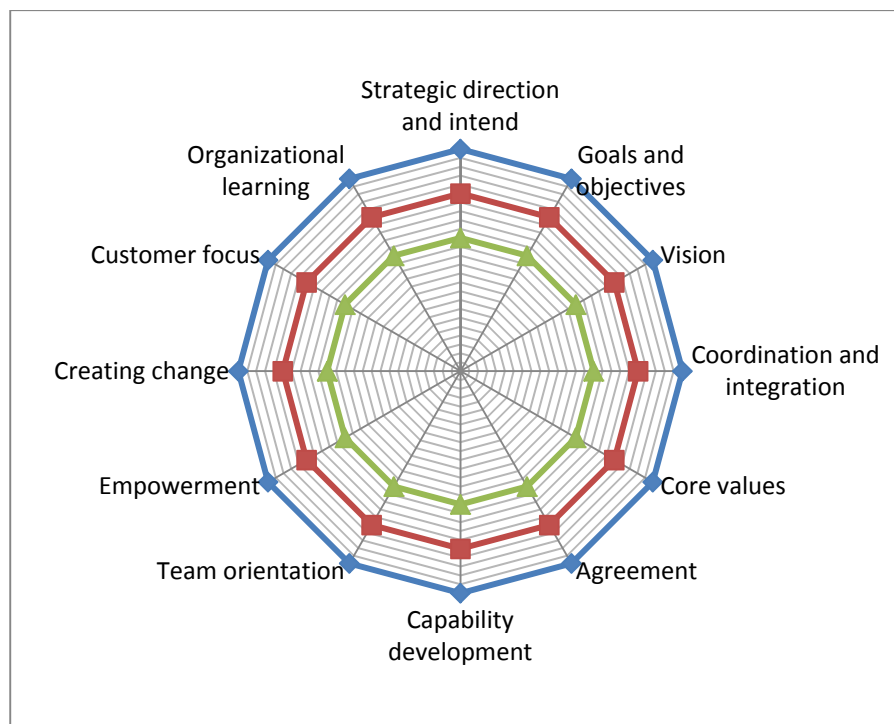 Strategic direction
and intend
Goals and
objectives
Vision
Coordination and
integration
Core values
Agreement
Capability
development
Team orientation
Empowerment
Creating change
Customer focus
Organizational
learning